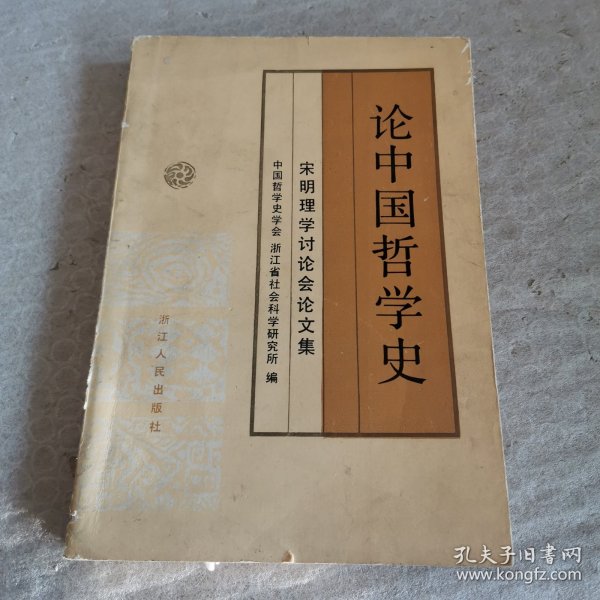 论中国哲学史
宋明理学讨论会论文集
中国哲学史学会 浙江省社会科学研究所 编
浙江人民出版社
孔夫子旧书网
www.kongfz.com